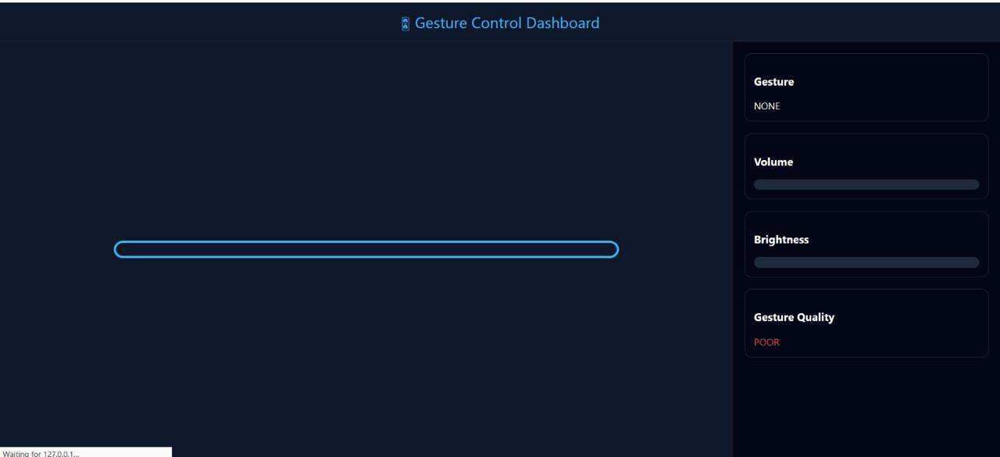 Gesture Control Dashboard
Gesture
NONE
Volume
Brightness
Gesture Quality
POOR
Waiting for 127.0.0.1...